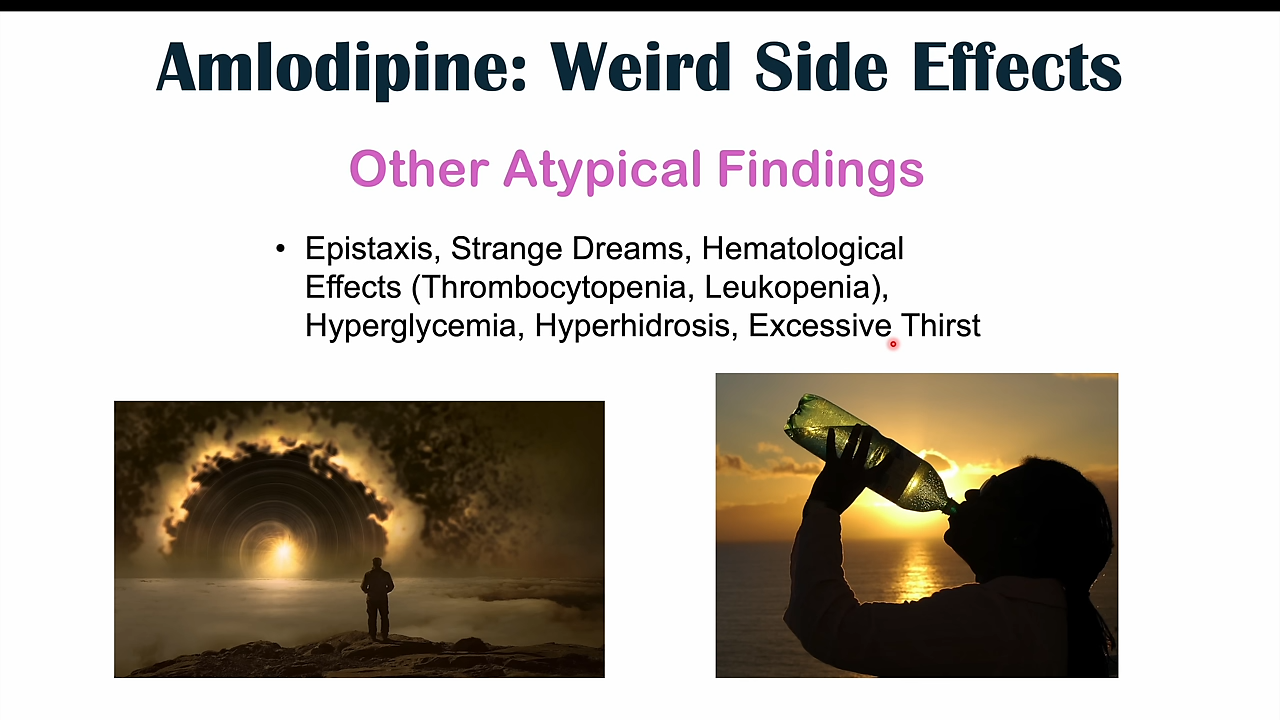 Amlodipine: Weird Side Effects
Other Atypical Findings
• Epistaxis, Strange Dreams, Hematological
Effects (Thrombocytopenia, Leukopenia),
Hyperglycemia, Hyperhidrosis, Excessive Thirst